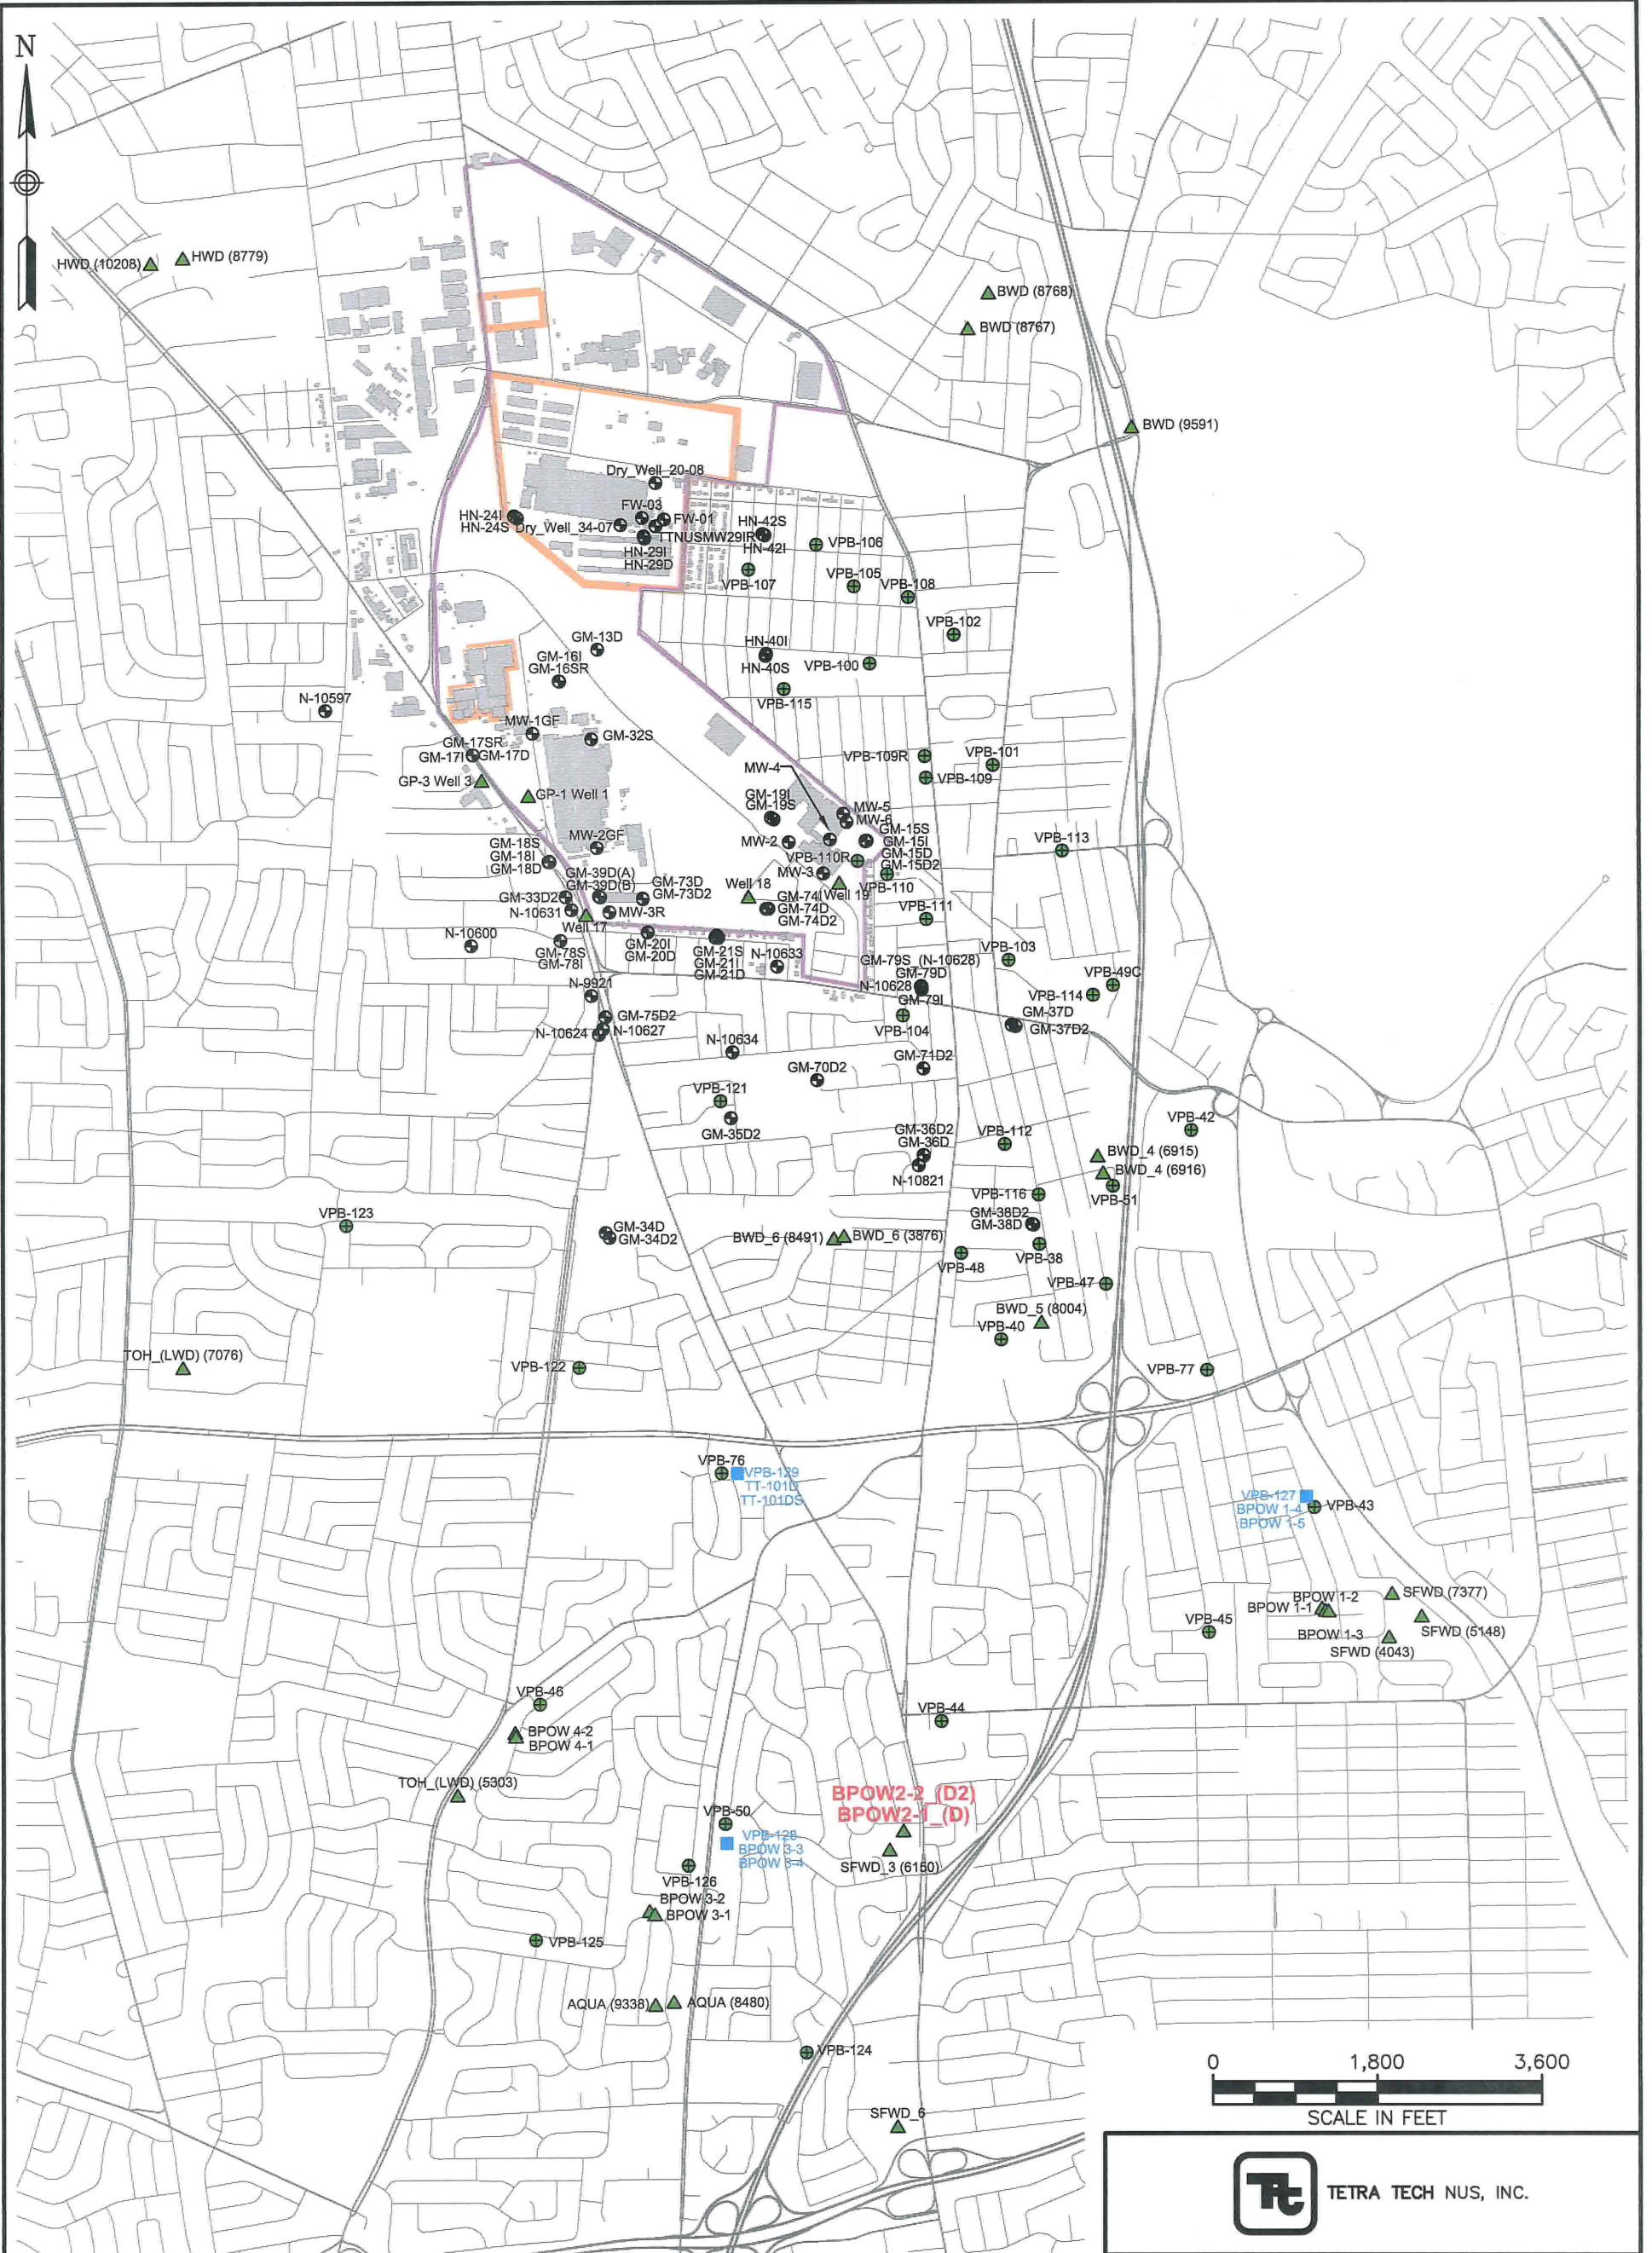 N
HWD (10208)
HWD (8779)
BWD (8768)
BWD (8767)
BWD (9591)
Dry_Well_20-08
HN-24I
HN-24S
Dry_Well_34-07
FW-03
FW-01
TTNUSMW29IR
HN-29I
HN-29D
HN-42S
HN-42I
VPB-106
VPB-107
VPB-105
VPB-108
VPB-102
GM-13D
GM-16I
GM-16SR
HN-40I
HN-40S
VPB-100
VPB-115
N-10597
MW-1GF
GM-32S
GM-17SR
GM-17I
GM-17D
GP-3 Well 3
GP-1 Well 1
VPB-109R
VPB-101
VPB-109
MW-4
GM-19I
GM-19S
MW-5
MW-6
GM-15S
GM-15I
GM-15D
GM-15D2
VPB-113
MW-2
VPB-110R
MW-3
VPB-110
MW-2GF
GM-18S
GM-18I
GM-18D
GM-39D(A)
GM-39D(B)
GM-73D
GM-73D2
GM-33D2
N-10631
MW-3R
Well 17
Well 18
GM-74I
Well 19
GM-74D
GM-74D2
VPB-111
N-10600
GM-78S
GM-78I
GM-20I
GM-20D
GM-21S
GM-21I
GM-21D
N-10633
VPB-103
GM-79S_(N-10628)
GM-79D
N-10628
GM-79I
VPB-49C
VPB-114
N-9921
GM-75D2
N-10624
N-10627
VPB-104
GM-37D
GM-37D2
N-10634
GM-70D2
GM-71D2
VPB-121
GM-35D2
VPB-42
GM-36D2
GM-36D
N-10821
VPB-112
BWD_4 (6915)
BWD_4 (6916)
VPB-51
VPB-116
VPB-123
GM-38D2
GM-38D
GM-34D
GM-34D2
BWD_6 (8491)
BWD_6 (3876)
VPB-48
VPB-38
VPB-47
BWD_5 (8004)
VPB-40
TOH_(LWD) (7076)
VPB-122
VPB-77
VPB-76
VPB-129
TT-101D
TT-101DS
VPB-127
BPOW 1-4
BPOW 1-5
VPB-43
BPOW 1-2
BPOW 1-1
BPOW 1-3
SFWD (7377)
SFWD (5148)
SFWD (4043)
VPB-45
VPB-46
VPB-44
BPOW 4-2
BPOW 4-1
TOH_(LWD) (5303)
BPOW2-2_(D2)
BPOW2-1_(D)
VPB-50
VPB-128
BPOW 3-3
BPOW 3-4
SFWD_3 (6150)
VPB-126
BPOW 3-2
BPOW 3-1
VPB-125
AQUA (9338)
AQUA (8480)
VPB-124
SFWD_6
0 1,800 3,600
SCALE IN FEET
Tt
TETRA TECH NUS, INC.